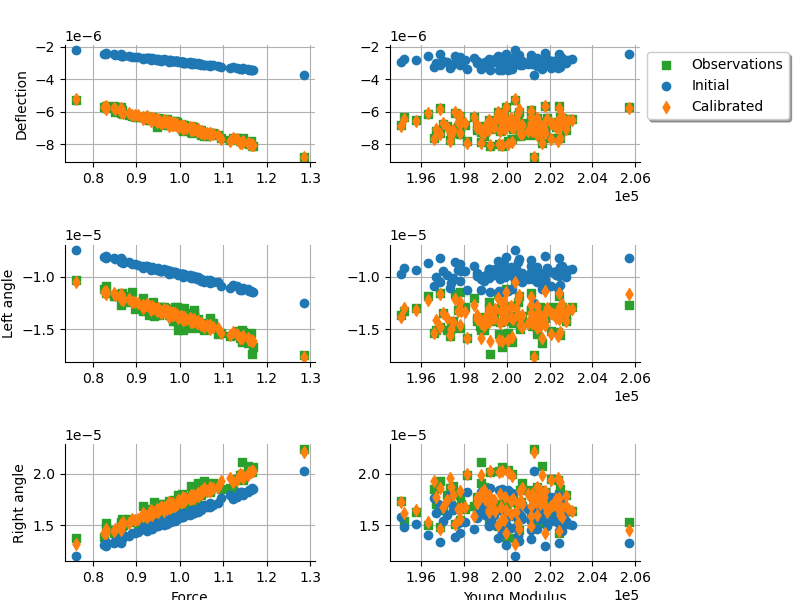 1e−6
−2
−4
−6
−8
Deflection
0.8 0.9 1.0 1.1 1.2 1.3
1e−6
−2
−4
−6
−8
1.96 1.98 2.00 2.02 2.04 2.06
1e5
Observations
Initial
Calibrated
1e−5
−1.0
−1.5
Left angle
0.8 0.9 1.0 1.1 1.2 1.3
1e−5
−1.0
−1.5
1.96 1.98 2.00 2.02 2.04 2.06
1e5
1e−5
2.0
1.5
Right angle
0.8 0.9 1.0 1.1 1.2 1.3
Force
1e−5
2.0
1.5
1.96 1.98 2.00 2.02 2.04 2.06
1e5
Young Modulus